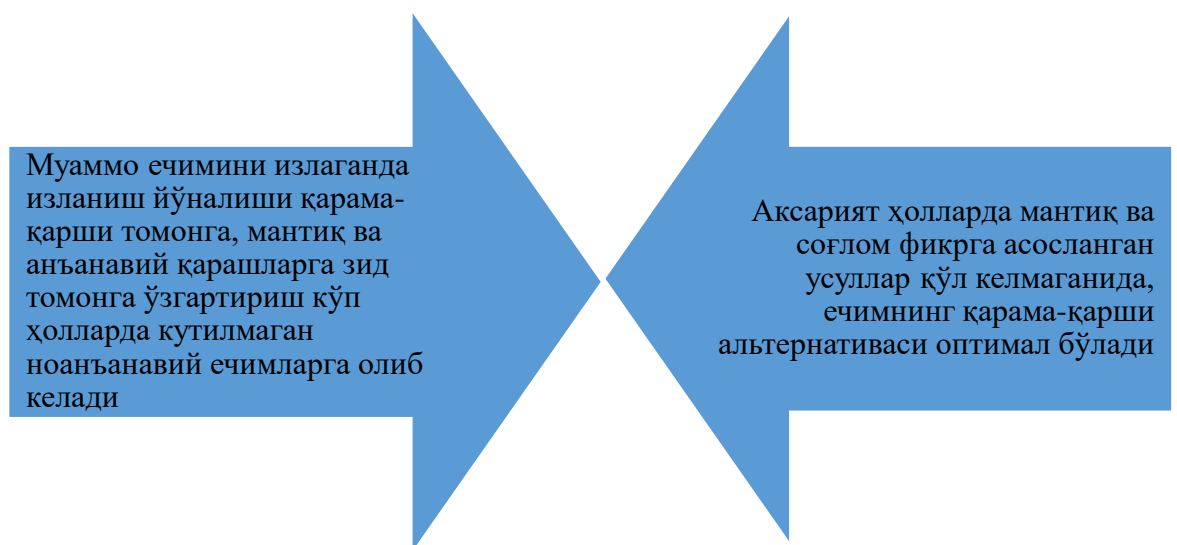 Муаммо ечимини излаганда
изланиш йўналиши қарама-
қарши томонга, мантиқ ва
анъанавий қарашларга зид
томонга ўзгартириш кўп
ҳолларда кутилмаган
ноанъанавий ечимларга олиб
келади
Аксарият ҳолларда мантиқ ва
соғлом фикрга асосланган
усуллар қўл келмаганида,
ечимнинг қарама-қарши
альтернативаси оптимал бўлади